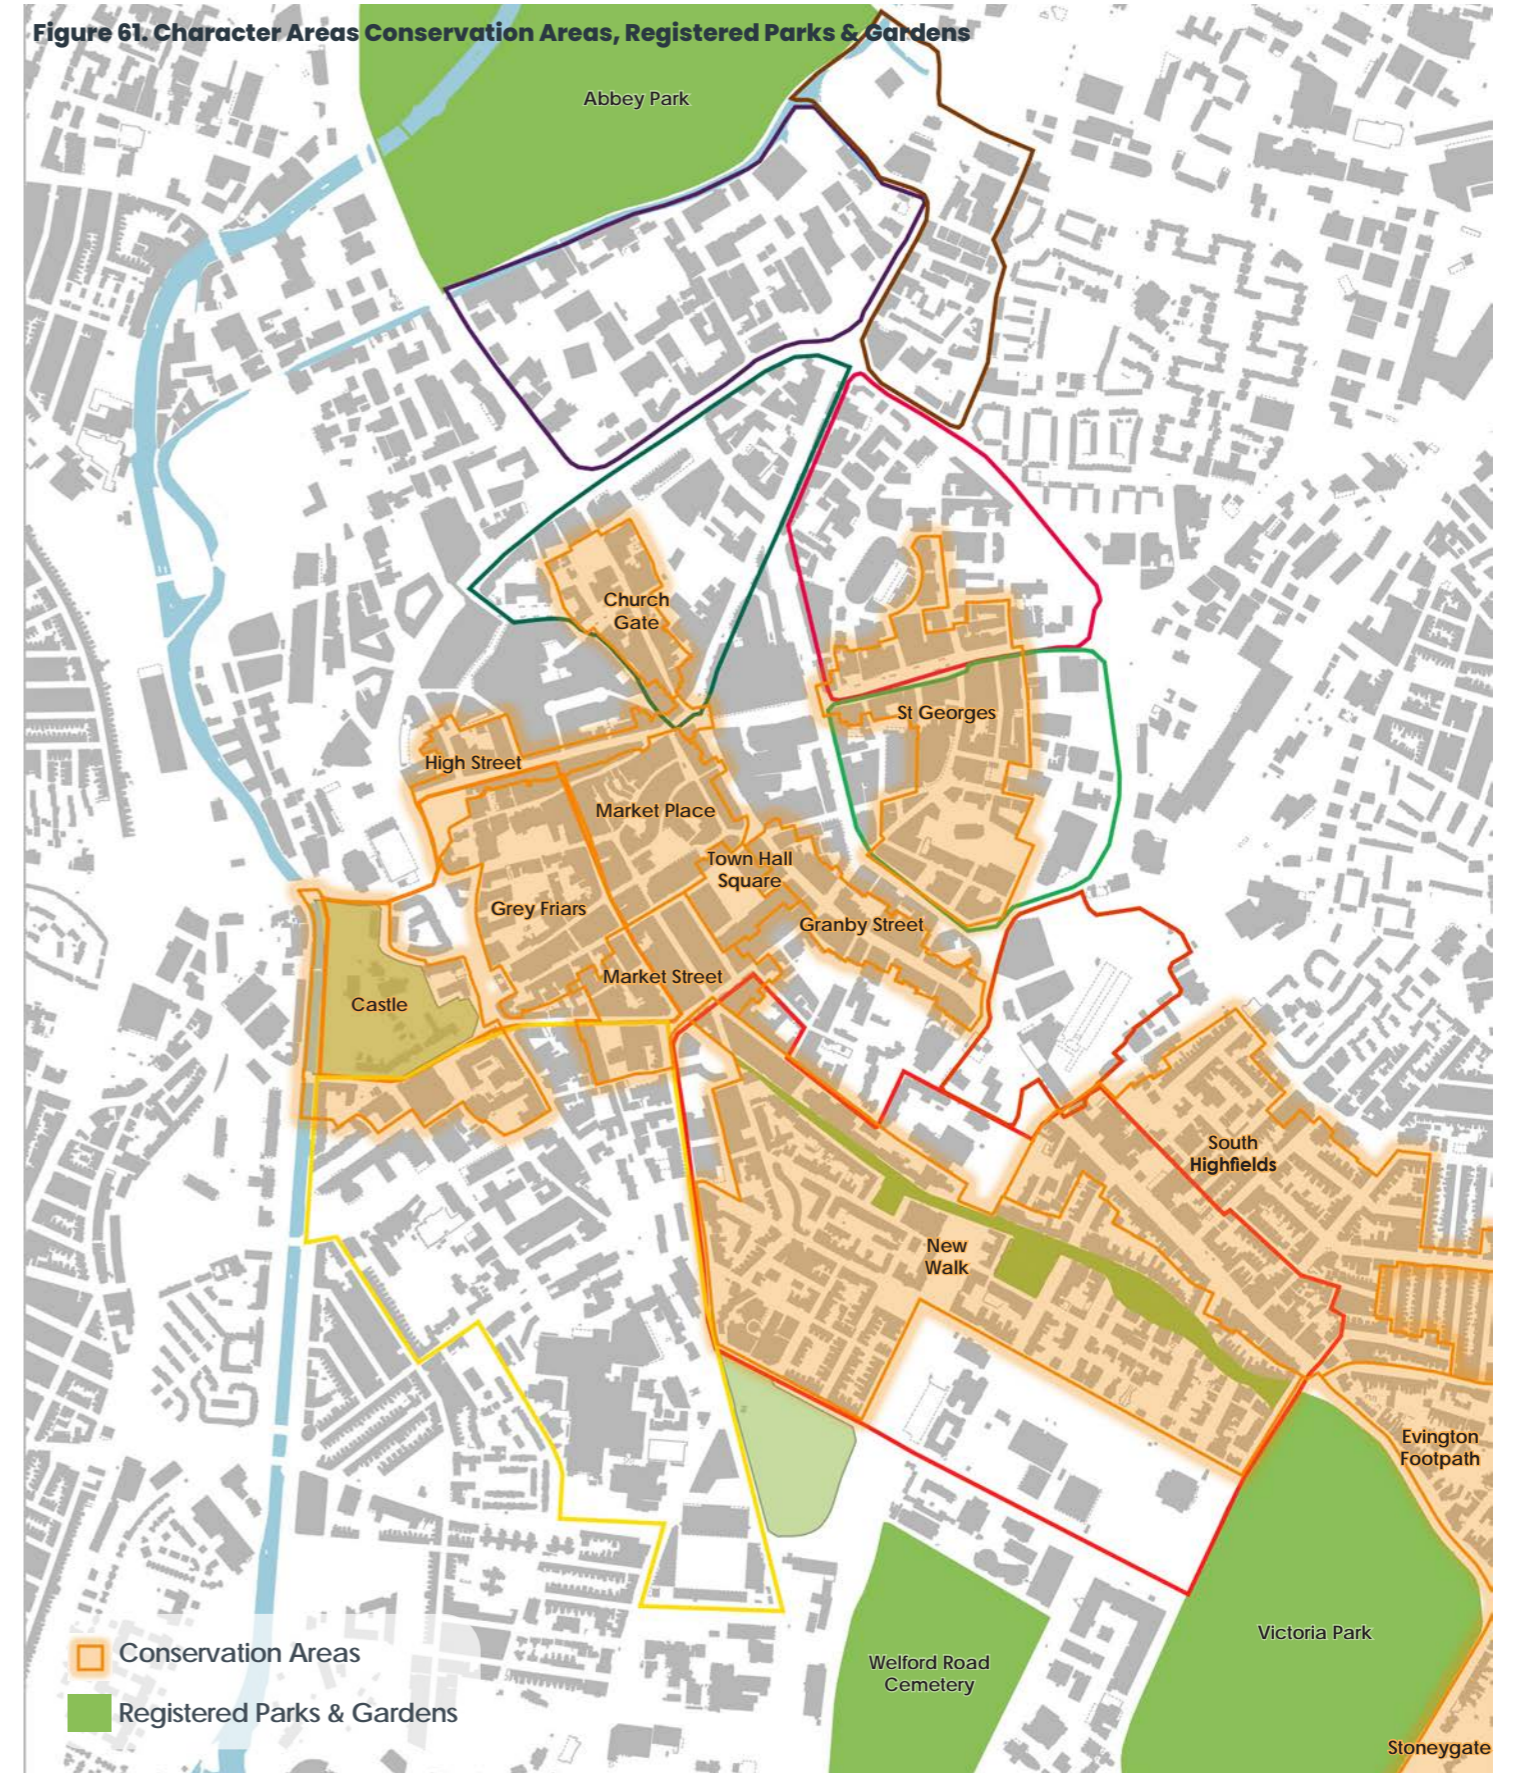 Figure 61. Character Areas Conservation Areas, Registered Parks & Gardens
Abbey Park
Church
Gate
St Georges
High Street
Market Place
Town Hall
Square
Grey Friars
Granby Street
Market Street
Castle
South
Highfields
New
Walk
Evington
Footpath
Victoria Park
Welford Road
Cemetery
Stoneygate
Conservation Areas
Registered Parks & Gardens